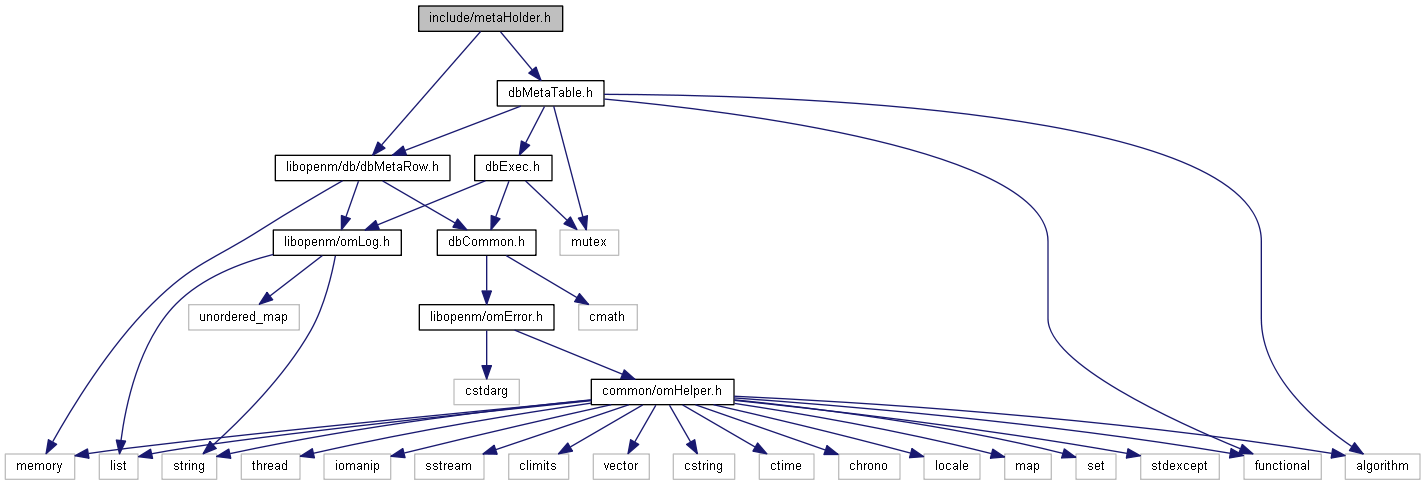 include/metaHolder.h
dbMetaTable.h
libopenm/db/dbMetaRow.h
dbExec.h
libopenm/omLog.h
dbCommon.h
mutex
unordered_map
libopenm/omError.h
cmath
cstdarg
common/omHelper.h
memory
list
string
thread
iomanip
sstream
climits
vector
cstring
ctime
chrono
locale
map
set
stdexcept
functional
algorithm